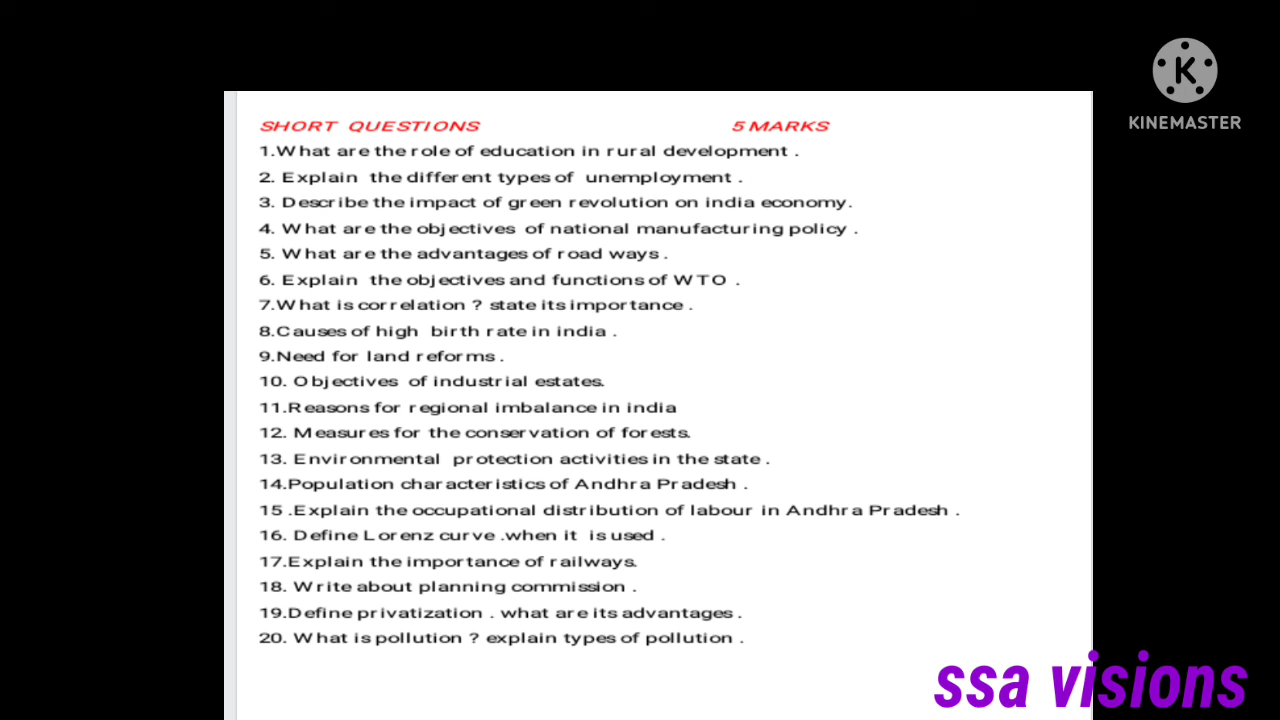 KINEMASTER
SHORT QUESTIONS 5 MARKS
1.What are the role of education in rural development .
2. Explain the different types of unemployment .
3. Describe the impact of green revolution on india economy.
4. What are the objectives of national manufacturing policy .
5. What are the advantages of road ways .
6. Explain the objectives and functions of WTO .
7.What is correlation ? state its importance .
8.Causes of high birth rate in india .
9.Need for land reforms .
10. Objectives of industrial estates.
11.Reasons for regional imbalance in india
12. Measures for the conservation of forests.
13. Environmental protection activities in the state .
14.Population characteristics of Andhra Pradesh .
15 .Explain the occupational distribution of labour in Andhra Pradesh .
16. Define Lorenz curve .when it is used .
17.Explain the importance of railways.
18. Write about planning commission .
19.Define privatization . what are its advantages .
20. What is pollution ? explain types of pollution .
ssa visions